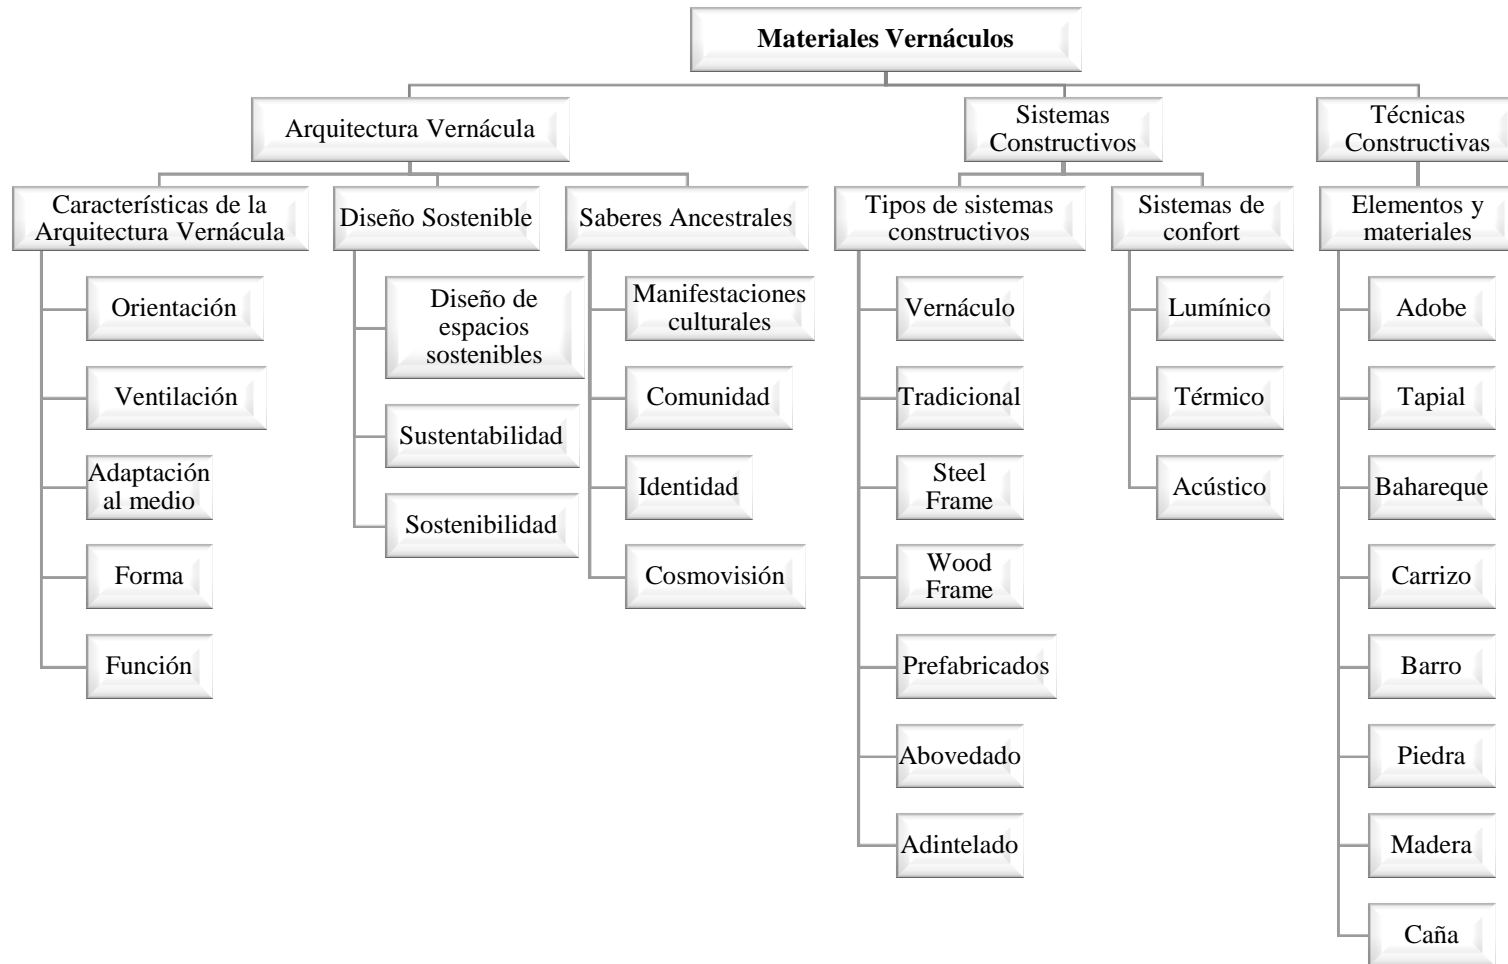 Materiales Vernáculos
Arquitectura Vernácula
Sistemas
Constructivos
Técnicas
Constructivas
Características de la
Arquitectura Vernácula
Diseño Sostenible
Saberes Ancestrales
Tipos de sistemas
constructivos
Sistemas de
confort
Elementos y
materiales
Orientación
Ventilación
Adaptación
al medio
Forma
Función
Diseño de
espacios
sostenibles
Sustentabilidad
Sostenibilidad
Manifestaciones
culturales
Comunidad
Identidad
Cosmovisión
Vernáculo
Tradicional
Steel
Frame
Wood
Frame
Prefabricados
Abovedado
Adintelado
Lumínico
Térmico
Acústico
Adobe
Tapial
Bahareque
Carrizo
Barro
Piedra
Madera
Caña